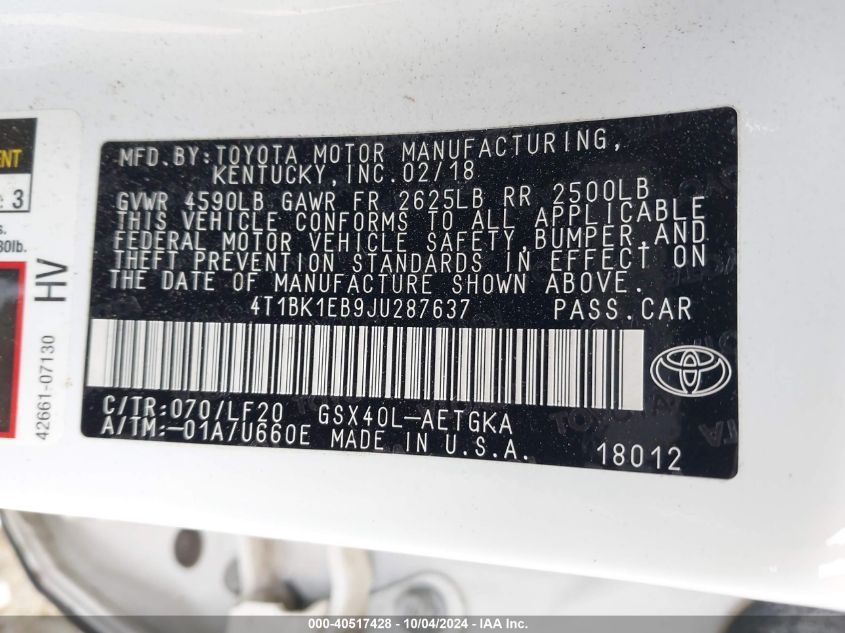 ENT
: 3
s.
80lb.
HV
42661-07130
MFD.BY:TOYOTA MOTOR MANUFACTURING,
KENTUCKY,INC.02/18
GVWR 4590LB GAWR FR 2625LB RR 2500LB
THIS VEHICLE CONFORMS TO ALL APPLICABLE
FEDERAL MOTOR VEHICLE SAFETY,BUMPER,AND
THEFT PREVENTION STANDARDS IN EFFECT ON
THE DATE OF MANUFACTURE SHOWN ABOVE.
4T1BK1EB9JU287637 PASS.CAR
C/TR:070/LF20 GSX40L-AETGKA
A/TM:-01A/U660E MADE IN U.S.A.
18012
000-40517428 - 10/04/2024 - IAA Inc.